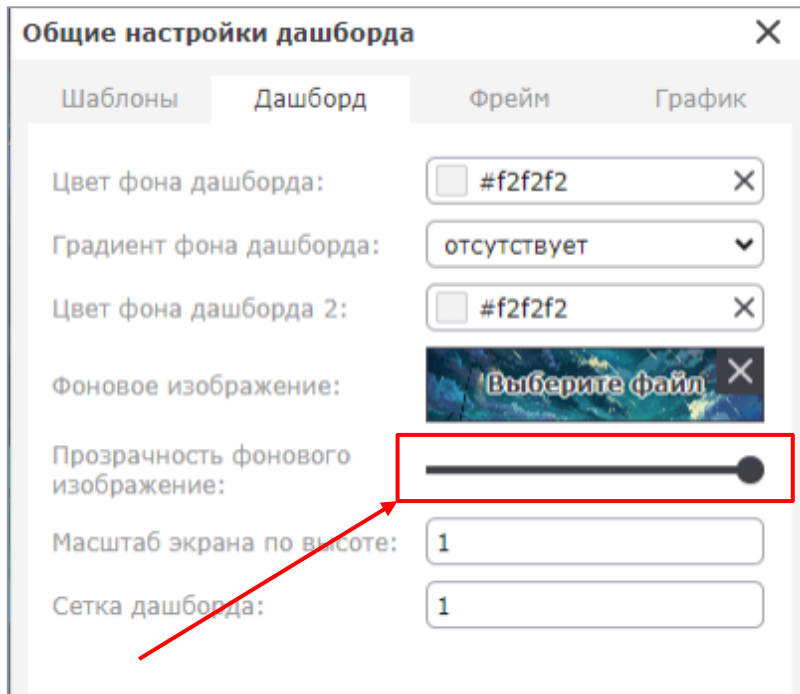 Общие настройки дашборда
Шаблоны Дашборд Фрейм График
Цвет фона дашборда: #f2f2f2
Градиент фона дашборда: отсутствует
Цвет фона дашборда 2: #f2f2f2
Фоновое изображение: Выберите файл
Прозрачность фонового
изображение:
Масштаб экрана по высоте: 1
Сетка дашборда: 1